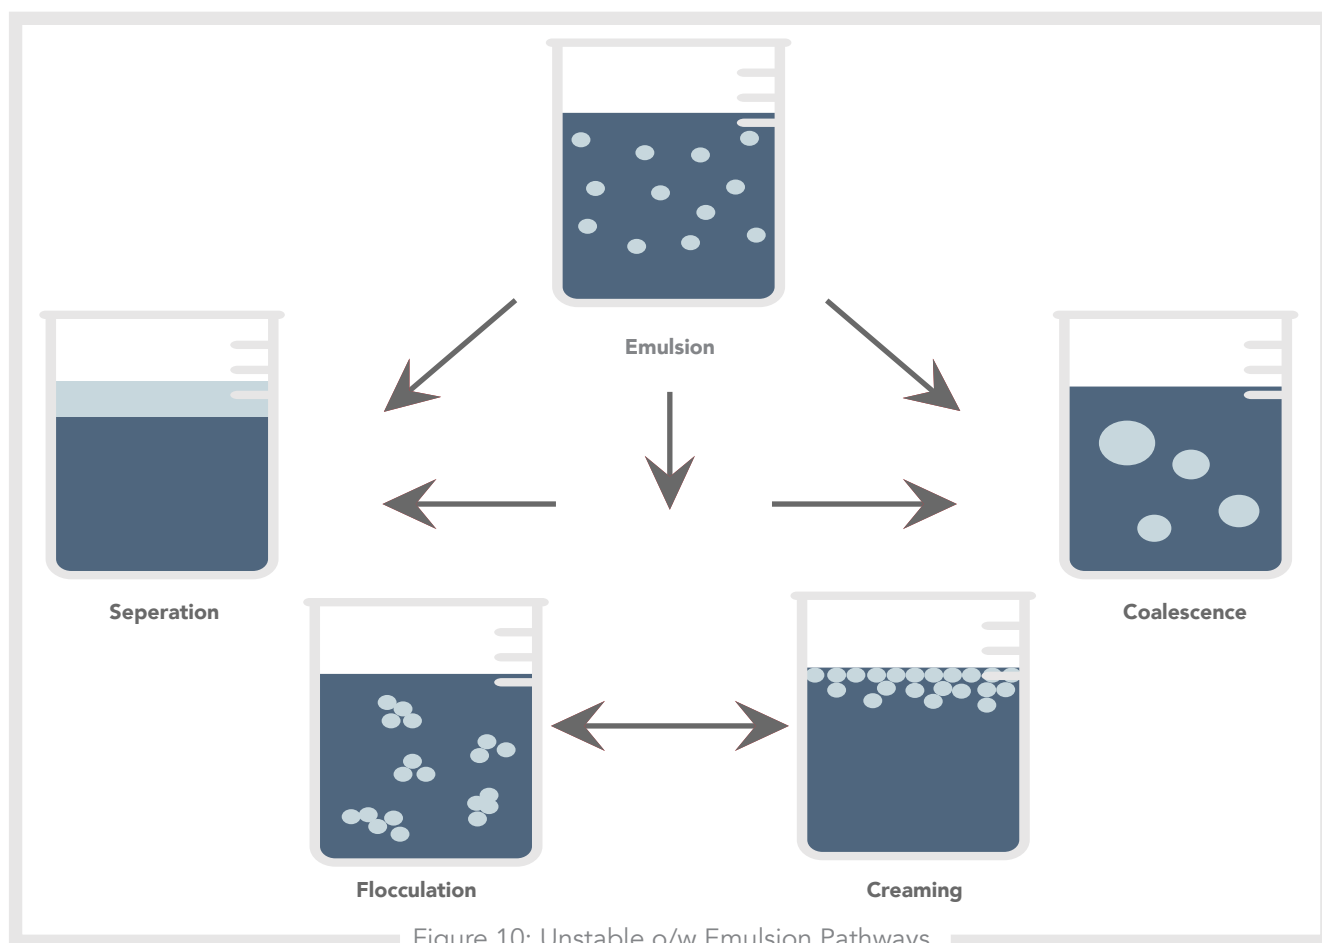 Emulsion
Seperation
Coalescence
Flocculation
Creaming
Figure 10: Unstable o/w Emulsion Pathways